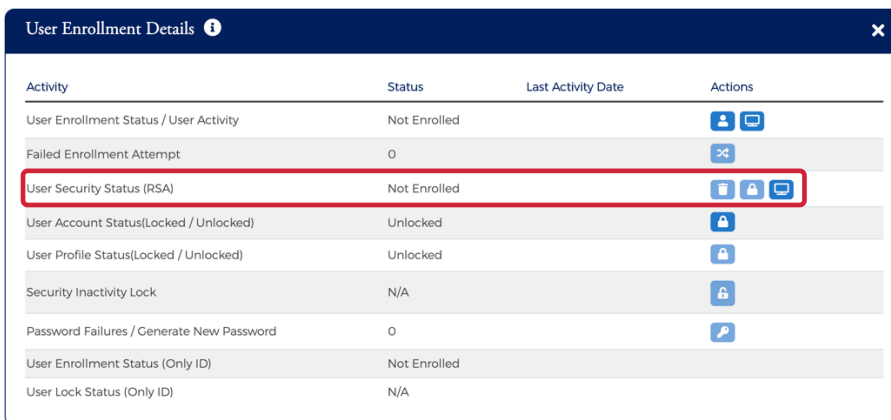 User Enrollment Details
Activity Status Last Activity Date Actions
User Enrollment Status / User Activity Not Enrolled
Failed Enrollment Attempt 0
User Security Status (RSA) Not Enrolled
User Account Status(Locked / Unlocked) Unlocked
User Profile Status(Locked / Unlocked) Unlocked
Security Inactivity Lock N/A
Password Failures / Generate New Password 0
User Enrollment Status (Only ID) Not Enrolled
User Lock Status (Only ID) N/A